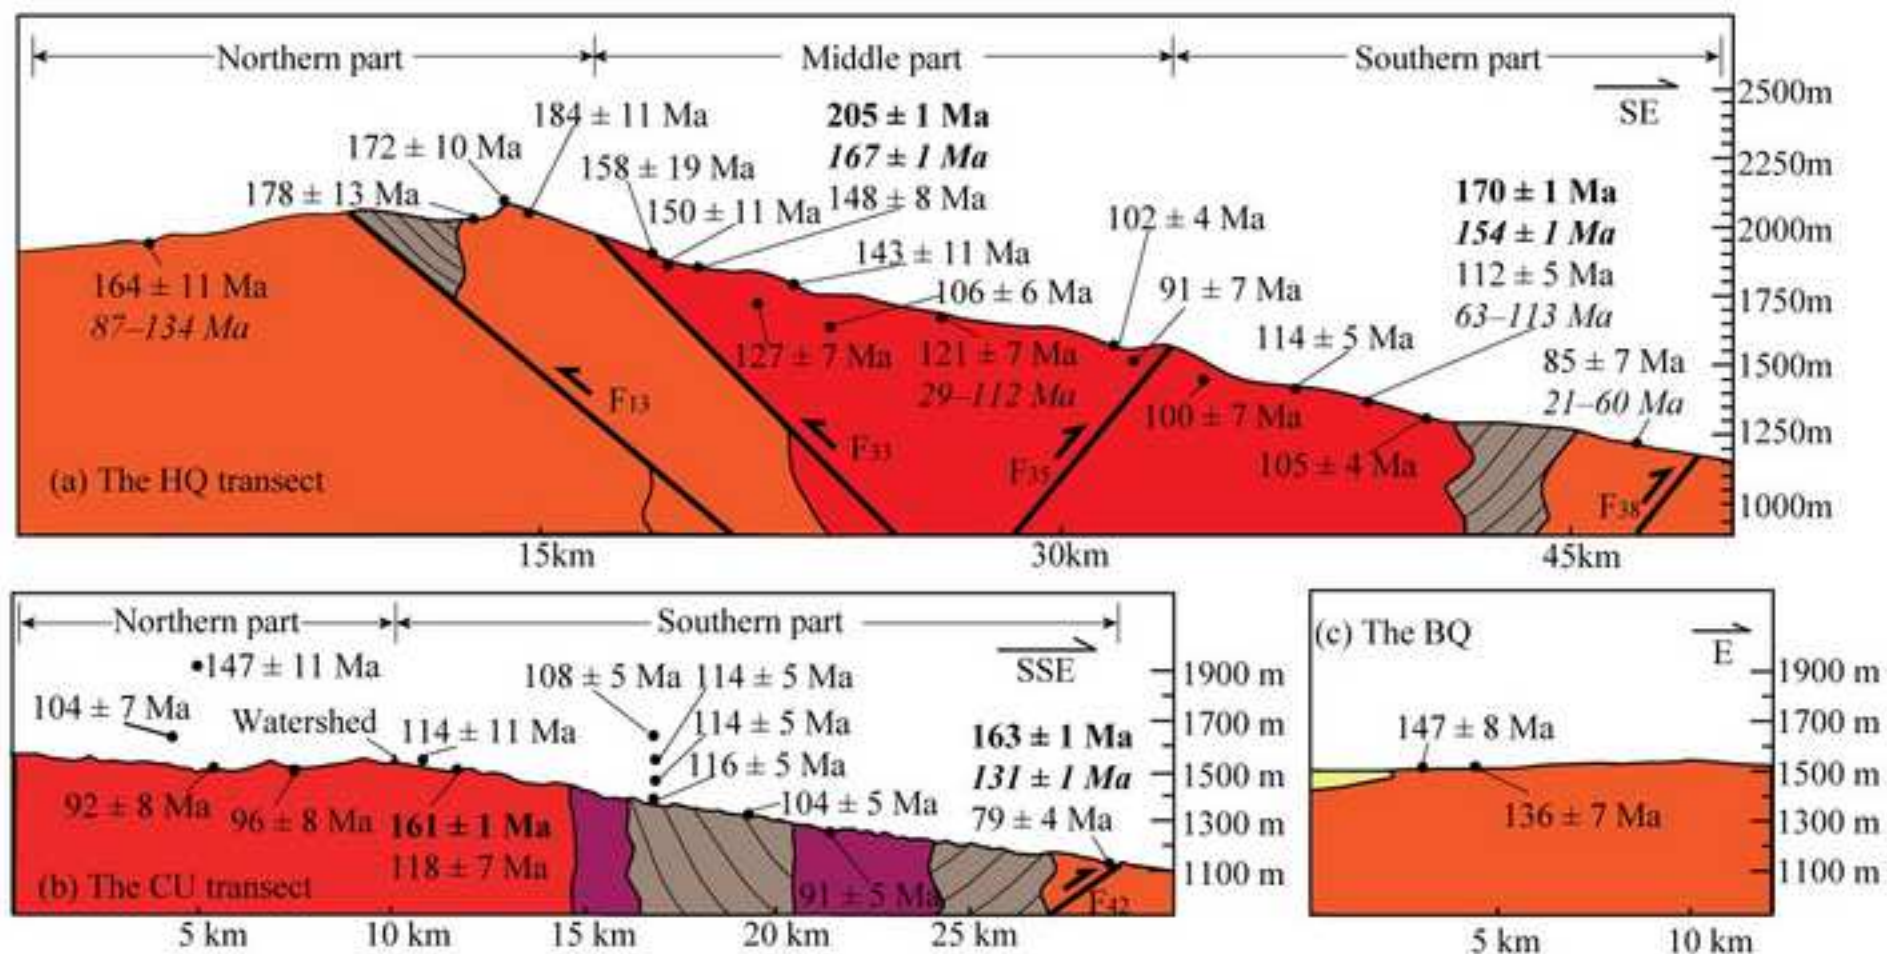 Northern part
Middle part
Southern part
SE
2500m
2250m
2000m
1750m
1500m
1250m
1000m
184 ± 11 Ma
205 ± 1 Ma
172 ± 10 Ma
167 ± 1 Ma
158 ± 19 Ma
178 ± 13 Ma
150 ± 11 Ma
148 ± 8 Ma
170 ± 1 Ma
154 ± 1 Ma
102 ± 4 Ma
143 ± 11 Ma
112 ± 5 Ma
164 ± 11 Ma
87–134 Ma
106 ± 6 Ma
91 ± 7 Ma
63–113 Ma
127 ± 7 Ma
121 ± 7 Ma
29–112 Ma
114 ± 5 Ma
85 ± 7 Ma
21–60 Ma
100 ± 7 Ma
105 ± 4 Ma
F13
F33
F35
F38
(a) The HQ transect
15km
30km
45km
Northern part
Southern part
SSE
147 ± 11 Ma
108 ± 5 Ma
114 ± 5 Ma
104 ± 7 Ma
Watershed
114 ± 11 Ma
114 ± 5 Ma
116 ± 5 Ma
163 ± 1 Ma
131 ± 1 Ma
79 ± 4 Ma
104 ± 5 Ma
92 ± 8 Ma
96 ± 8 Ma
161 ± 1 Ma
118 ± 7 Ma
91 ± 5 Ma
F42
(b) The CU transect
1900 m
1700 m
1500 m
1300 m
1100 m
5 km
10 km
15 km
20 km
25 km
(c) The BQ
E
147 ± 8 Ma
136 ± 7 Ma
1900 m
1700 m
1500 m
1300 m
1100 m
5 km
10 km